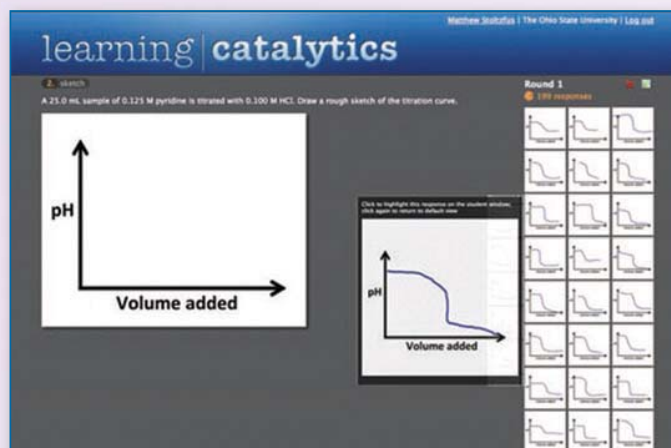 Matthew Stoltzfus | The Ohio State University | Log out
learning | catalytics
2. sketch
A 25.0 mL sample of 0.125 M pyridine is titrated with 0.100 M HCl. Draw a rough sketch of the titration curve.
pH
Volume added
Click to highlight this response on the student window,
click again to return to default view
pH
Volume added
Round 1
199 responses